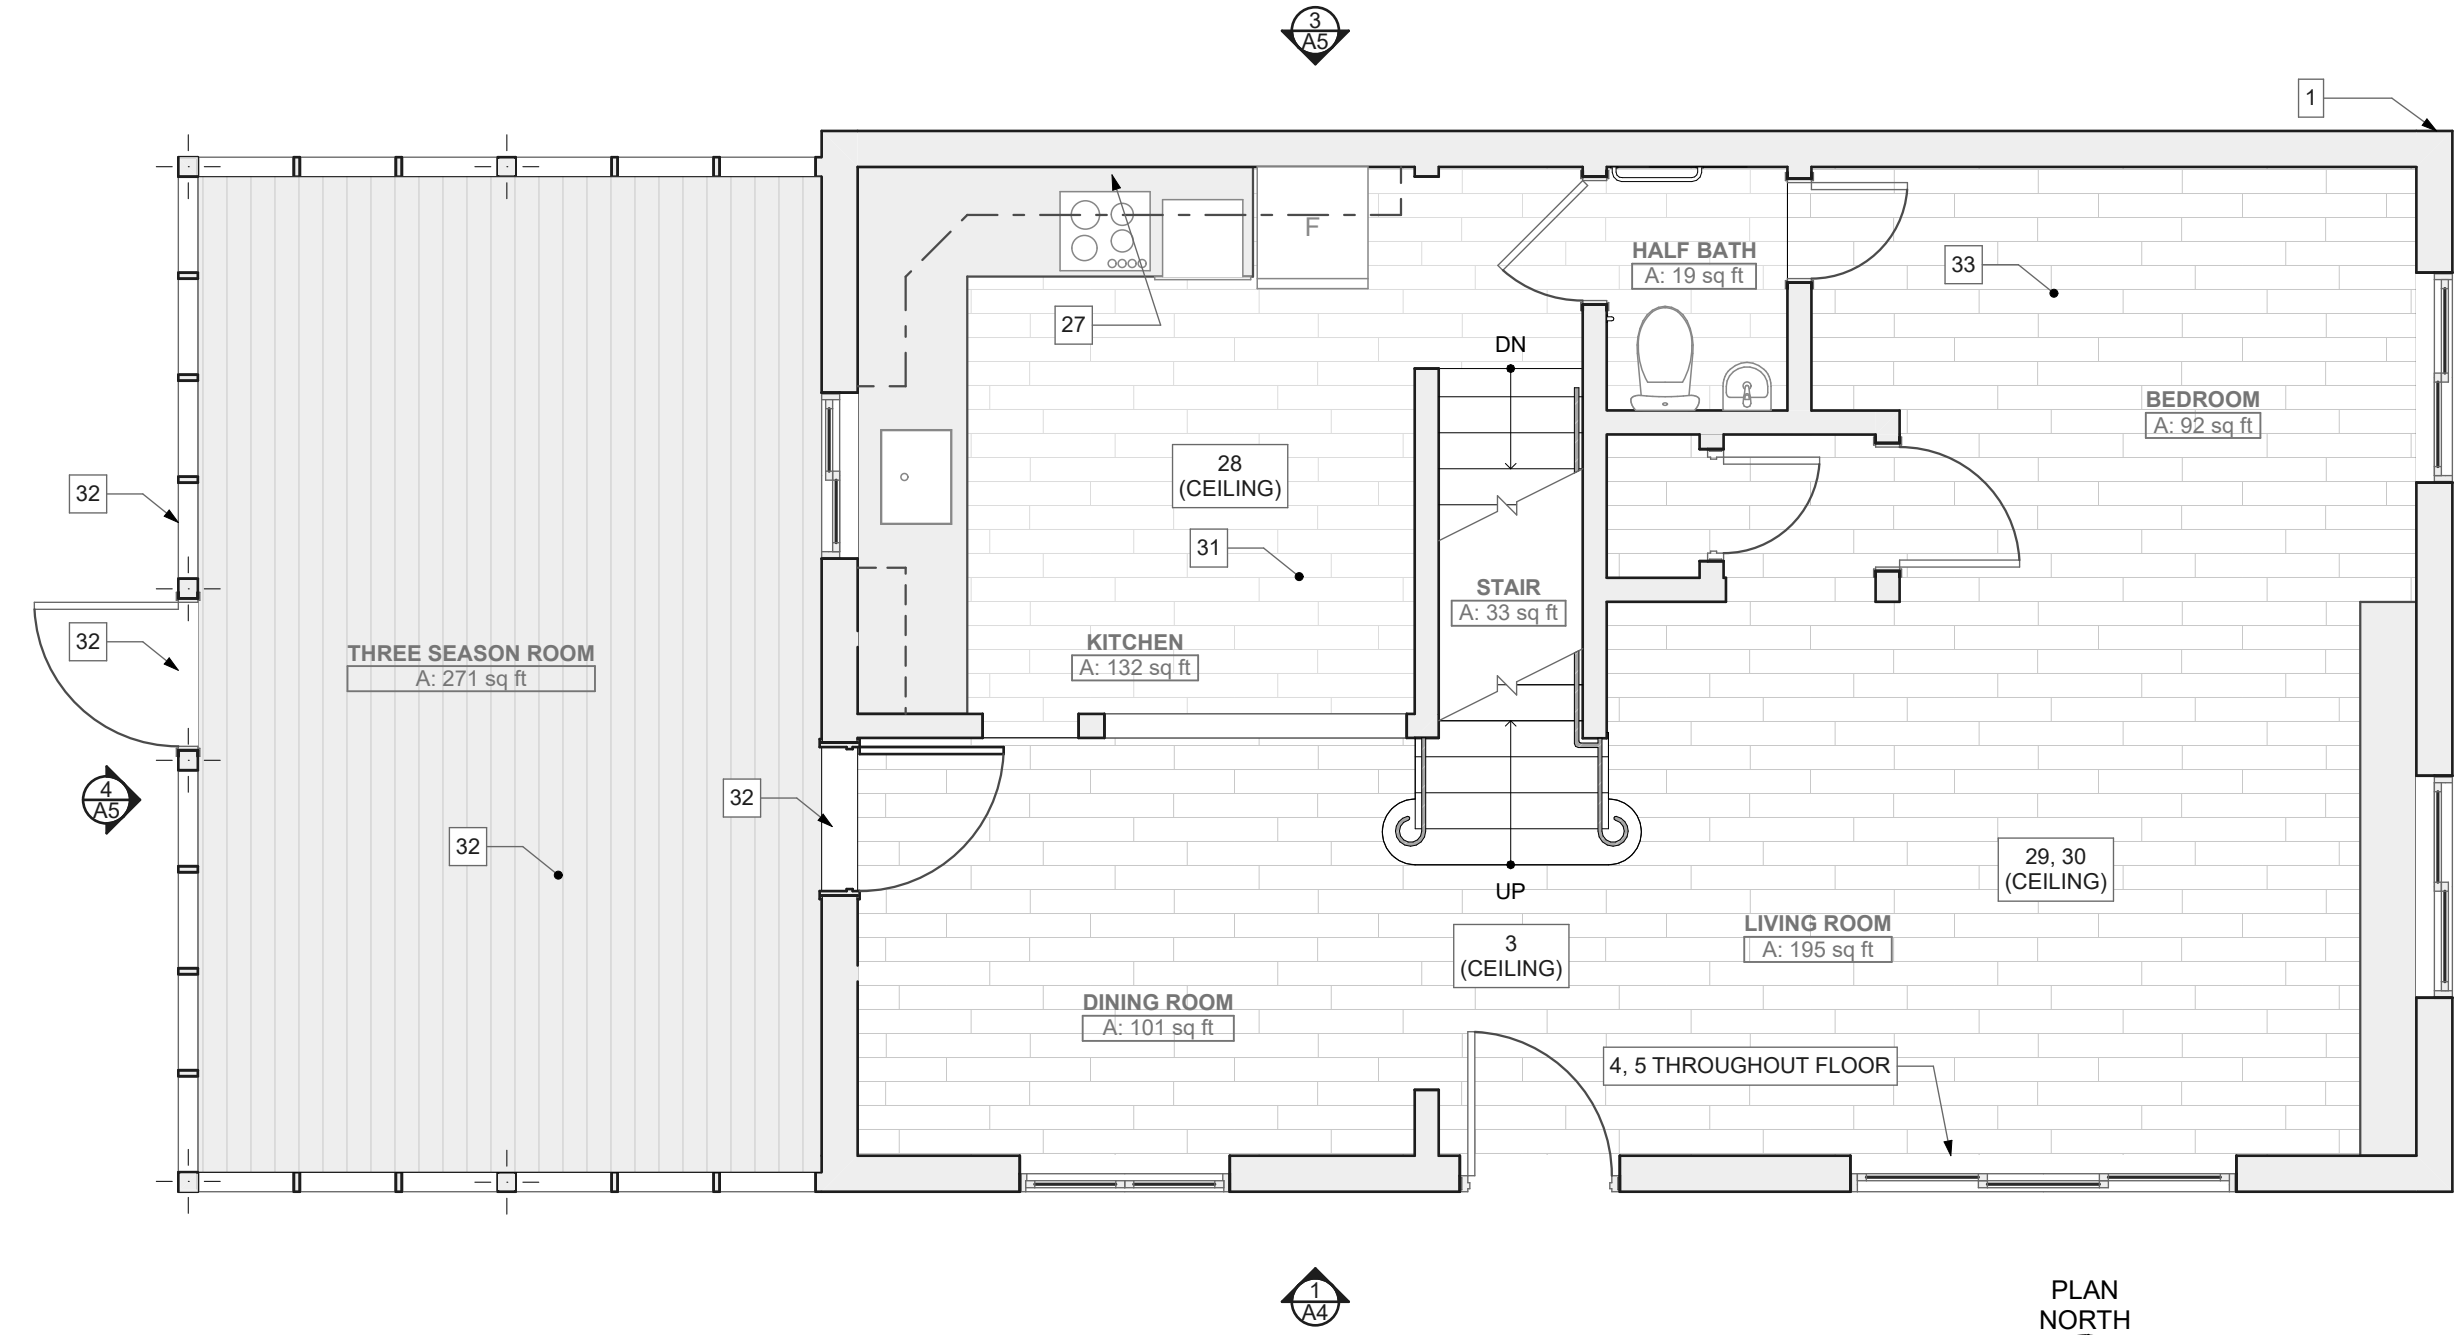 3
A5
1
HALF BATH
A: 19 sq ft
F
33
27
DN
BEDROOM
A: 92 sq ft
28
(CEILING)
32
31
STAIR
A: 33 sq ft
32
KITCHEN
A: 132 sq ft
THREE SEASON ROOM
A: 271 sq ft
4
A5
32
32
29, 30
(CEILING)
UP
LIVING ROOM
A: 195 sq ft
3
(CEILING)
DINING ROOM
A: 101 sq ft
4, 5 THROUGHOUT FLOOR
1
A4
PLAN
NORTH